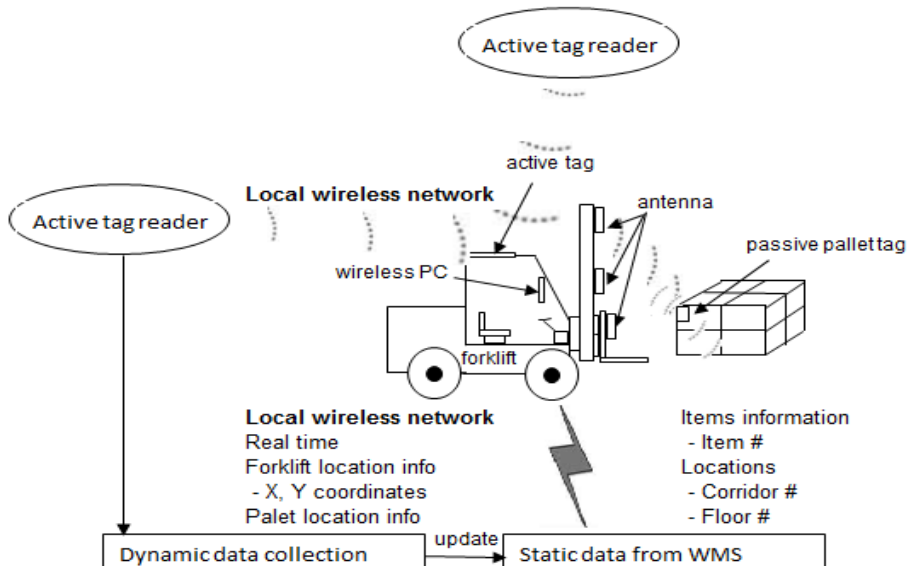 Active tag reader
active tag
Local wireless network
antenna
Active tag reader
passive pallet tag
wireless PC
forklift
Local wireless network
Real time
Forklift location info
- X, Y coordinates
Palet location info
Items information
- Item #
Locations
- Corridor #
- Floor #
update
Dynamic data collection
Static data from WMS